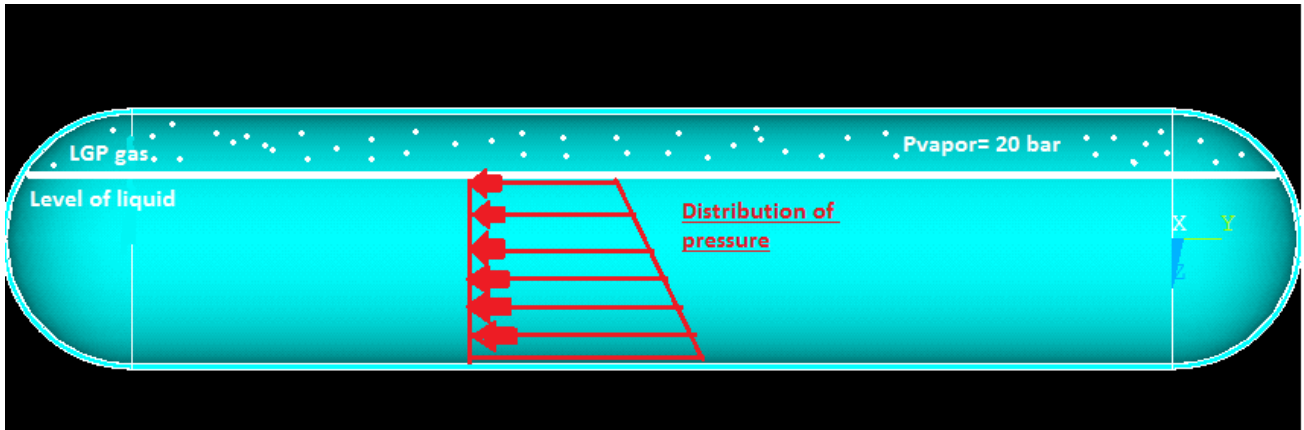 LGP gas
Pvapor= 20 bar
Level of liquid
Distribution of
pressure
X
Y
Z